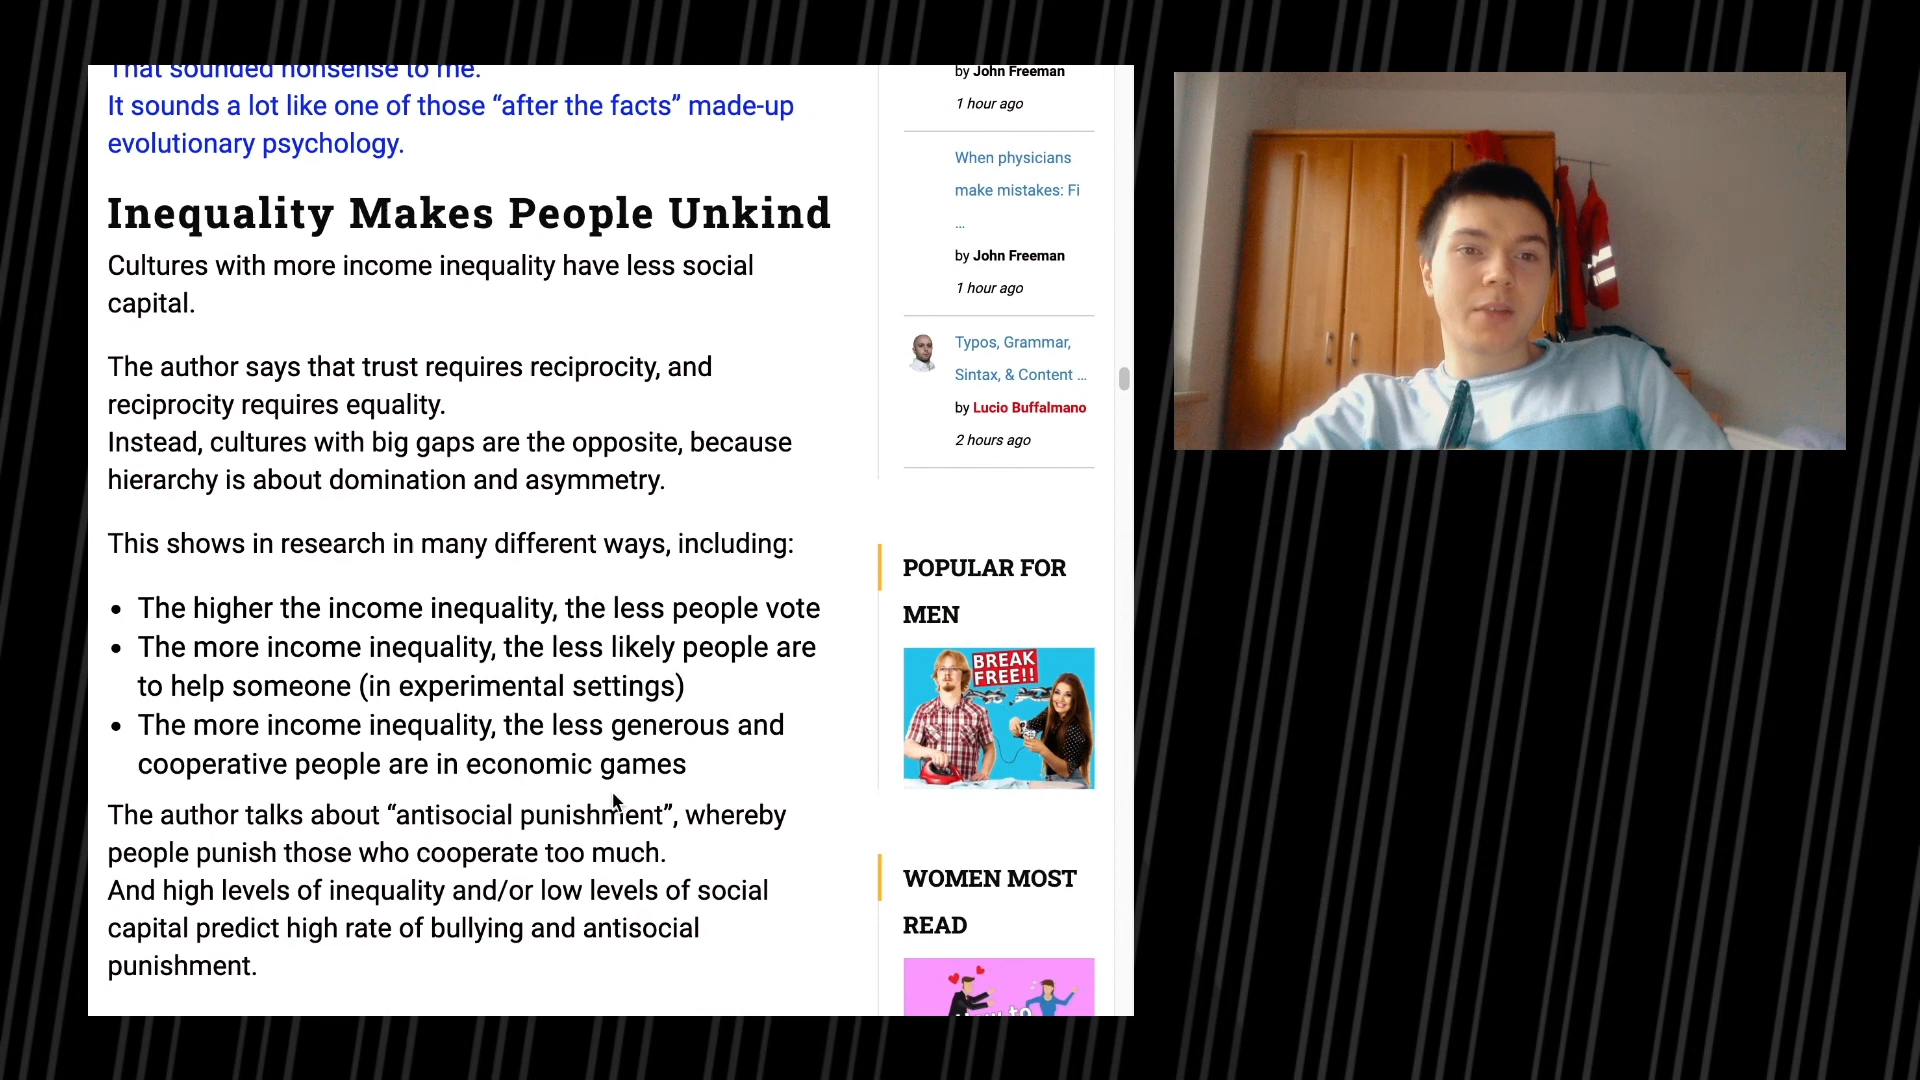 That sounded nonsense to me.
It sounds a lot like one of those “after the facts” made-up
evolutionary psychology.
Inequality Makes People Unkind
Cultures with more income inequality have less social
capital.
The author says that trust requires reciprocity, and
reciprocity requires equality.
Instead, cultures with big gaps are the opposite, because
hierarchy is about domination and asymmetry.
This shows in research in many different ways, including:
• The higher the income inequality, the less people vote
• The more income inequality, the less likely people are
to help someone (in experimental settings)
• The more income inequality, the less generous and
cooperative people are in economic games
The author talks about “antisocial punishment”, whereby
people punish those who cooperate too much.
And high levels of inequality and/or low levels of social
capital predict high rate of bullying and antisocial
punishment.
by John Freeman
1 hour ago
When physicians
make mistakes: Fi
...
by John Freeman
1 hour ago
Typos, Grammar,
Sintax, & Content ...
by Lucio Buffalmano
2 hours ago
POPULAR FOR
MEN
BREAK
FREE!!
WOMEN MOST
READ
How to